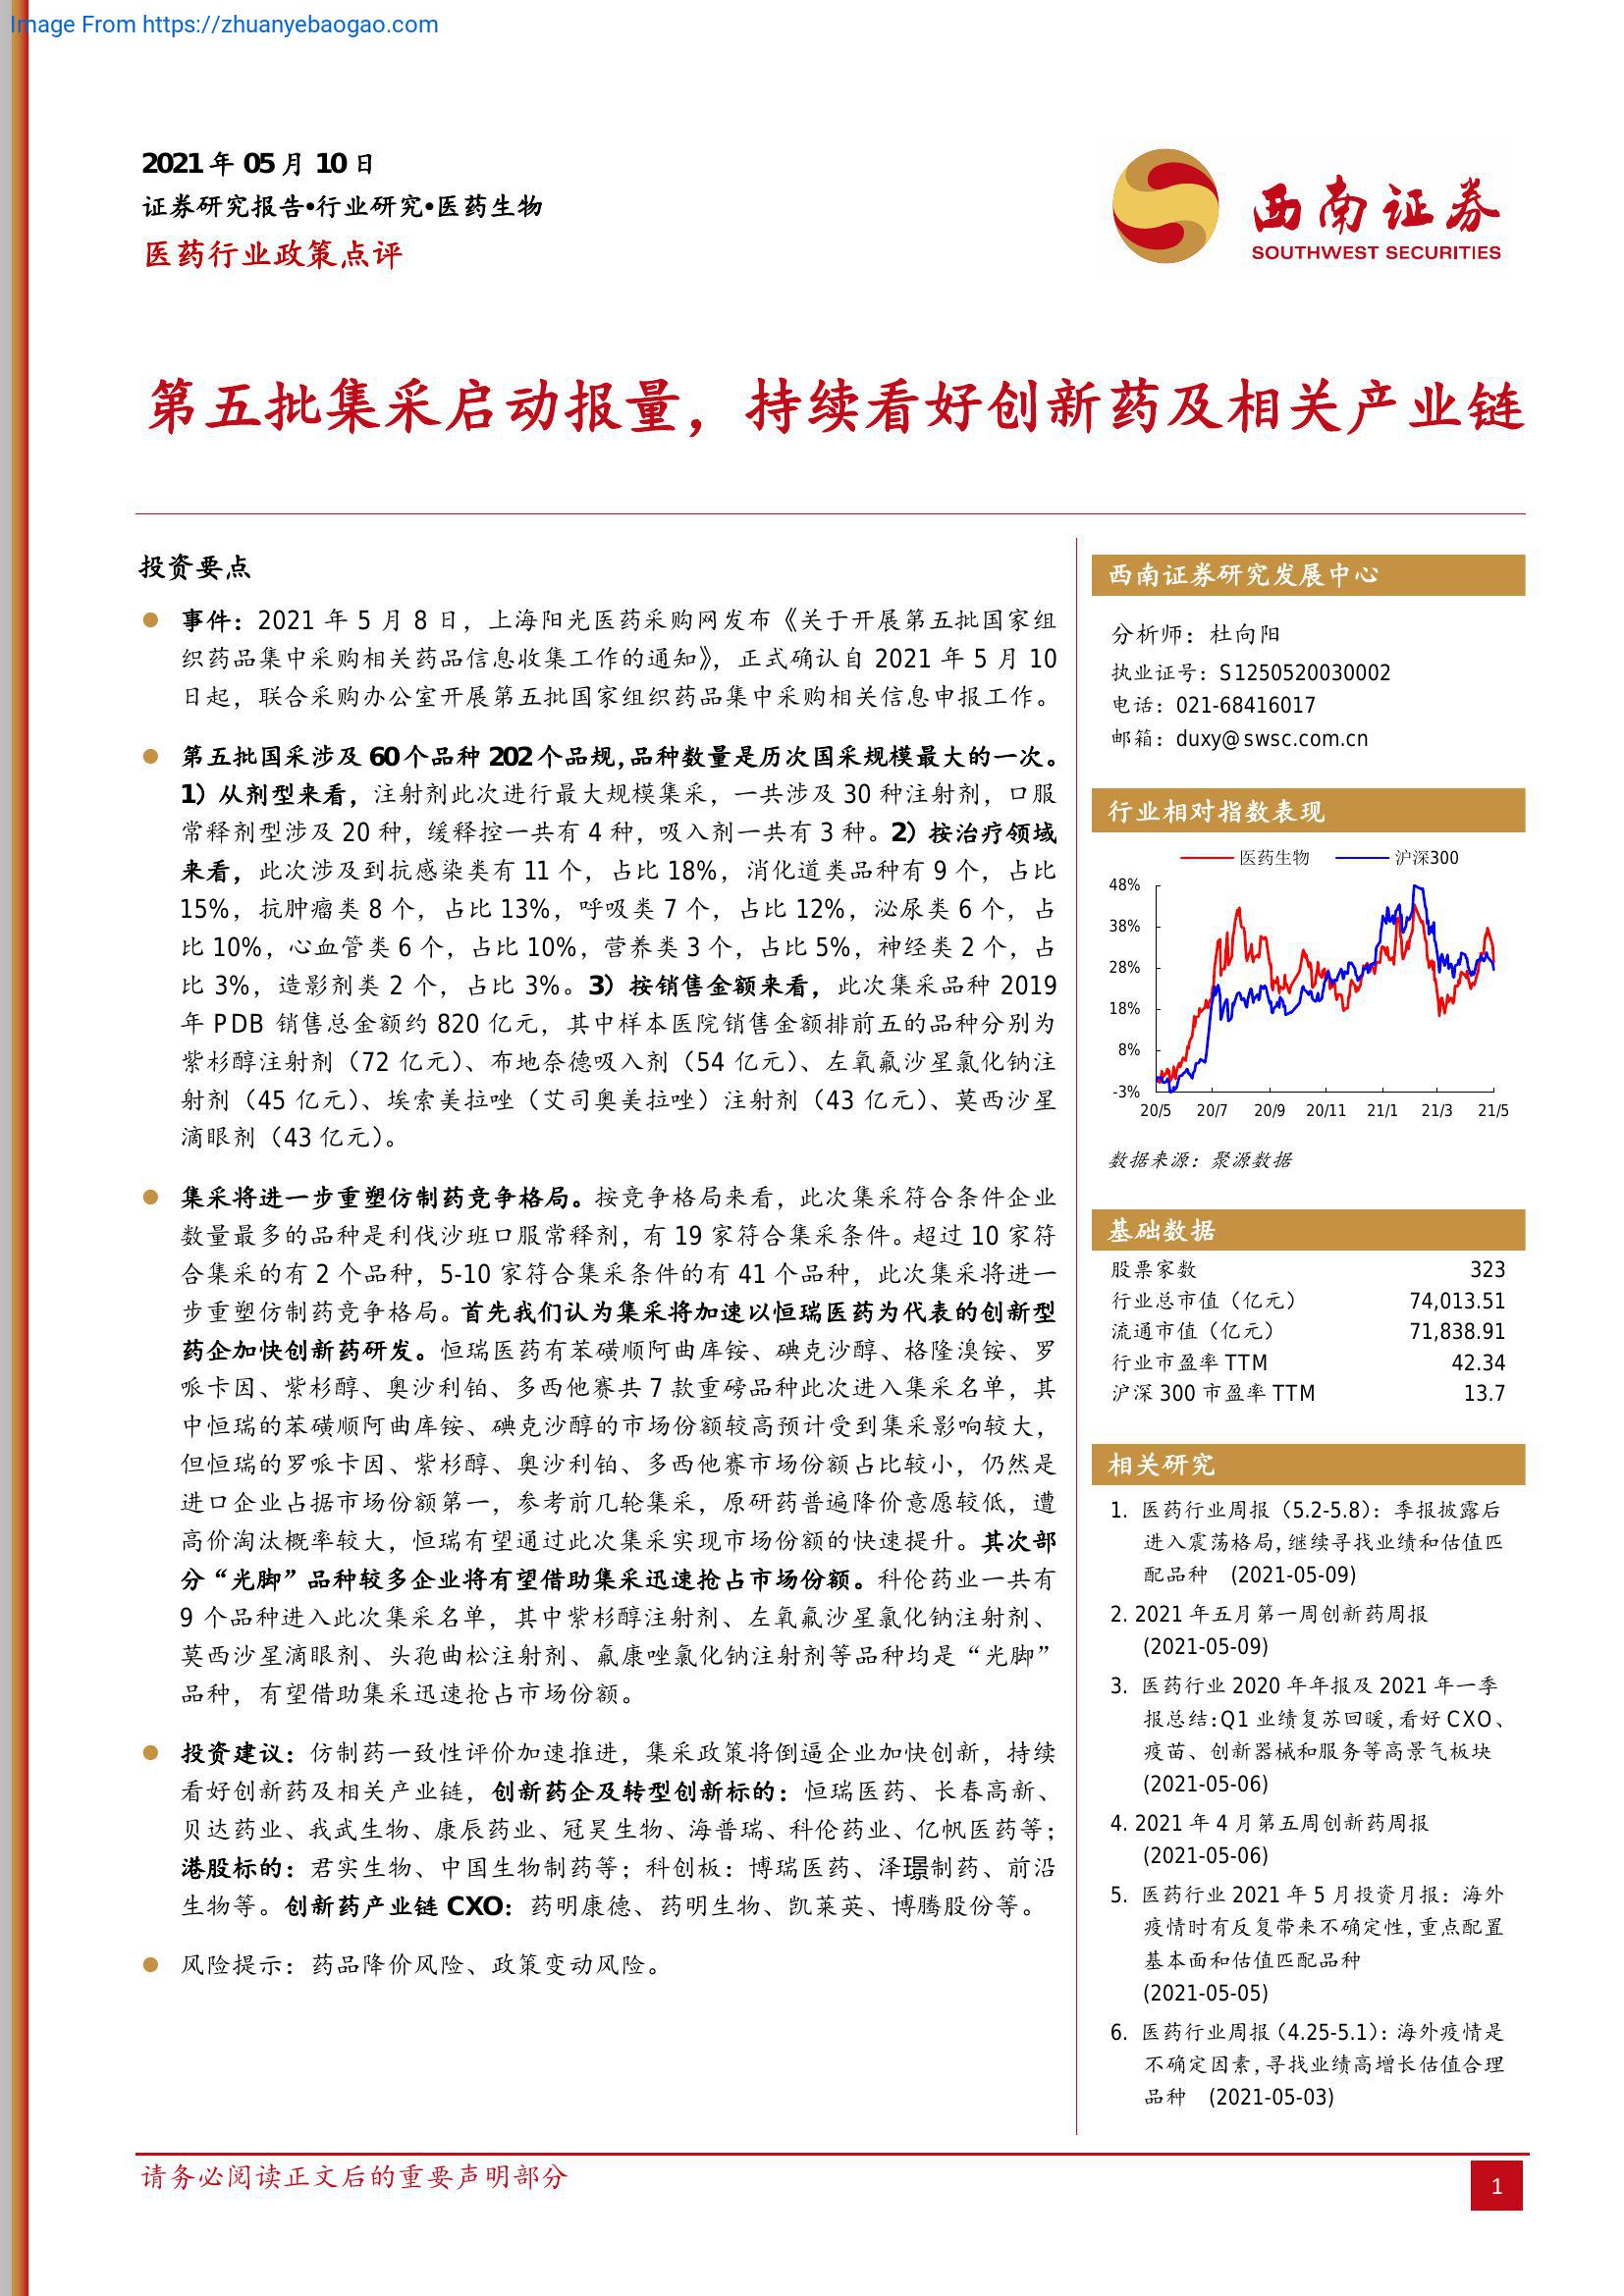 Image From https://zhuanyebaogao.com
2021 年 05 月 10 日
证券研究报告•行业研究•医药生物
医药行业政策点评
西南证券
SOUTHWEST SECURITIES
第五批集采启动报量，持续看好创新药及相关产业链
投资要点
事件：2021 年 5 月 8 日，上海阳光医药采购网发布《关于开展第五批国家组
织药品集中采购相关药品信息收集工作的通知》，正式确认自 2021 年 5 月 10
日起，联合采购办公室开展第五批国家组织药品集中采购相关信息申报工作。
第五批国采涉及 60 个品种 202 个品规，品种数量是历次国采规模最大的一次。
1）从剂型来看，注射剂此次进行最大规模集采，一共涉及 30 种注射剂，口服
常释剂型涉及 20 种，缓释控一共有 4 种，吸入剂一共有 3 种。2）按治疗领域
来看，此次涉及到抗感染类有 11 个，占比 18%，消化道类品种有 9 个，占比
15%，抗肿瘤类 8 个，占比 13%，呼吸类 7 个，占比 12%，泌尿类 6 个，占
比 10%，心血管类 6 个，占比 10%，营养类 3 个，占比 5%，神经类 2 个，占
比 3%，造影剂类 2 个，占比 3%。3）按销售金额来看，此次集采品种 2019
年 PDB 销售总金额约 820 亿元，其中样本医院销售金额排前五的品种分别为
紫杉醇注射剂（72 亿元）、布地奈德吸入剂（54 亿元）、左氧氟沙星氯化钠注
射剂（45 亿元）、埃索美拉唑（艾司奥美拉唑）注射剂（43 亿元）、莫西沙星
滴眼剂（43 亿元）。
集采将进一步重塑仿制药竞争格局。按竞争格局来看，此次集采符合条件企业
数量最多的品种是利伐沙班口服常释剂，有 19 家符合集采条件。超过 10 家符
合集采的有 2 个品种，5-10 家符合集采条件的有 41 个品种，此次集采将进一
步重塑仿制药竞争格局。首先我们认为集采将加速以恒瑞医药为代表的创新型
药企加快创新药研发。恒瑞医药有苯磺顺阿曲库铵、碘克沙醇、格隆溴铵、罗
哌卡因、紫杉醇、奥沙利铂、多西他赛共 7 款重磅品种此次进入集采名单，其
中恒瑞的苯磺顺阿曲库铵、碘克沙醇的市场份额较高预计受到集采影响较大，
但恒瑞的罗哌卡因、紫杉醇、奥沙利铂、多西他赛市场份额占比较小，仍然是
进口企业占据市场份额第一，参考前几轮集采，原研药普遍降价意愿较低，遭
高价淘汰概率较大，恒瑞有望通过此次集采实现市场份额的快速提升。其次部
分“光脚”品种较多企业将有望借助集采迅速抢占市场份额。科伦药业一共有
9 个品种进入此次集采名单，其中紫杉醇注射剂、左氧氟沙星氯化钠注射剂、
莫西沙星滴眼剂、头孢曲松注射剂、氟康唑氯化钠注射剂等品种均是“光脚”
品种，有望借助集采迅速抢占市场份额。
投资建议：仿制药一致性评价加速推进，集采政策将倒逼企业加快创新，持续
看好创新药及相关产业链，创新药企及转型创新标的：恒瑞医药、长春高新、
贝达药业、我武生物、康辰药业、冠昊生物、海普瑞、科伦药业、亿帆医药等；
港股标的：君实生物、中国生物制药等；科创板：博瑞医药、泽璟制药、前沿
生物等。创新药产业链 CXO：药明康德、药明生物、凯莱英、博腾股份等。
风险提示：药品降价风险、政策变动风险。
西南证券研究发展中心
分析师：杜向阳
执业证号：S1250520030002
电话：021-68416017
邮箱：duxy@swsc.com.cn
行业相对指数表现
医药生物 沪深300
48%
38%
28%
18%
8%
-3%
20/5 20/7 20/9 20/11 21/1 21/3 21/5
数据来源：聚源数据
基础数据
股票家数 323
行业总市值（亿元） 74,013.51
流通市值（亿元） 71,838.91
行业市盈率 TTM 42.34
沪深 300 市盈率 TTM 13.7
相关研究
1. 医药行业周报（5.2-5.8）：季报披露后
进入震荡格局，继续寻找业绩和估值匹
配品种 (2021-05-09)
2. 2021 年五月第一周创新药周报
(2021-05-09)
3. 医药行业 2020 年年报及 2021 年一季
报总结：Q1 业绩复苏回暖，看好 CXO、
疫苗、创新器械和服务等高景气板块
(2021-05-06)
4. 2021 年 4 月第五周创新药周报
(2021-05-06)
5. 医药行业 2021 年 5 月投资月报：海外
疫情时有反复带来不确定性，重点配置
基本面和估值匹配品种
(2021-05-05)
6. 医药行业周报（4.25-5.1）：海外疫情是
不确定因素，寻找业绩高增长估值合理
品种 (2021-05-03)
请务必阅读正文后的重要声明部分
1